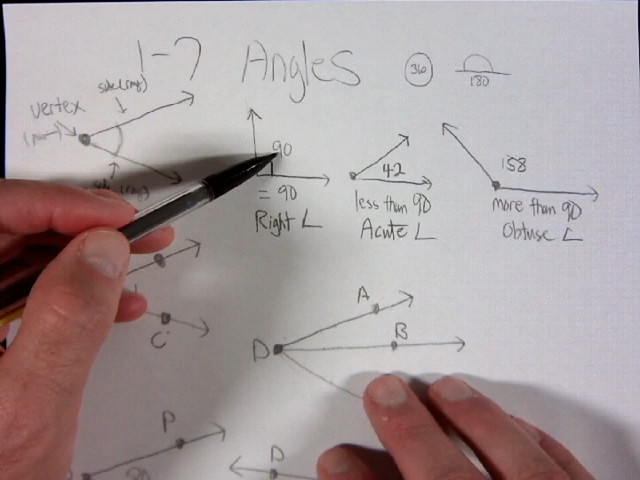 1-7 Angles
360
180
side (ray)
vertex
90
42
158
= 90
less than 90
more than 90
Right ∠
Acute ∠
Obtuse ∠
A
D
B
C
P
D